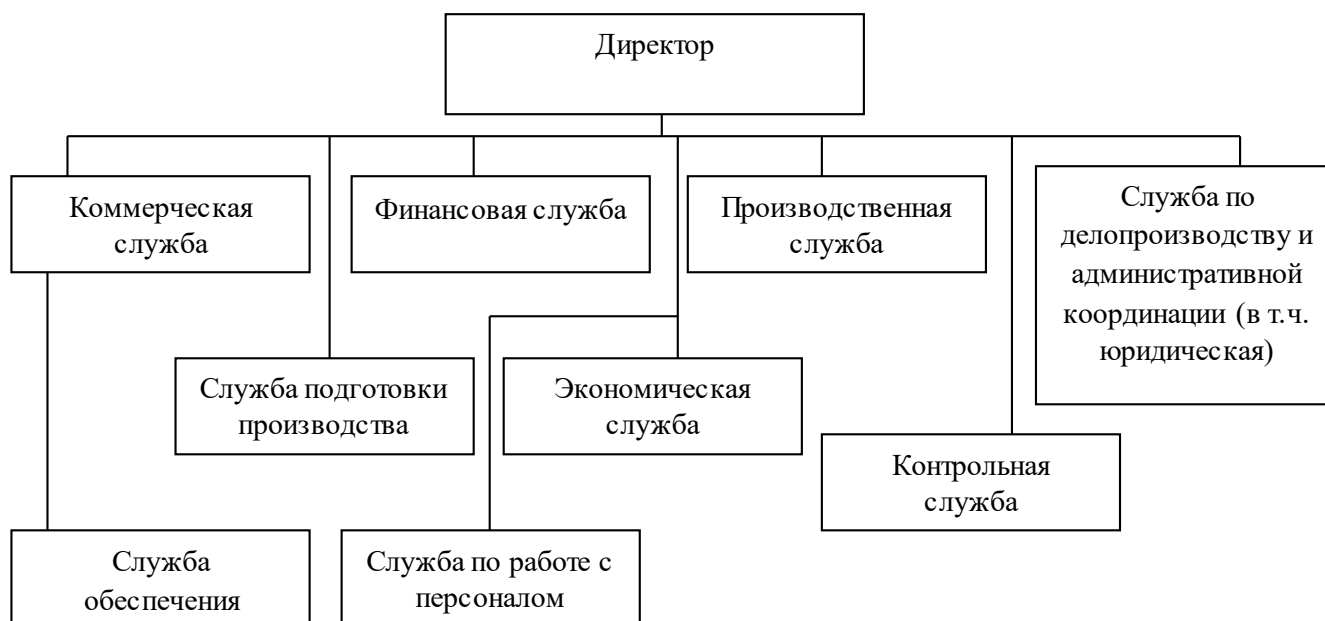 Директор
Коммерческая
служба
Финансовая служба
Производственная
служба
Служба по
делопроизводству и
административной
координации (в т.ч.
юридическая)
Служба подготовки
производства
Экономическая
служба
Контрольная
служба
Служба
обеспечения
Служба по работе с
персоналом